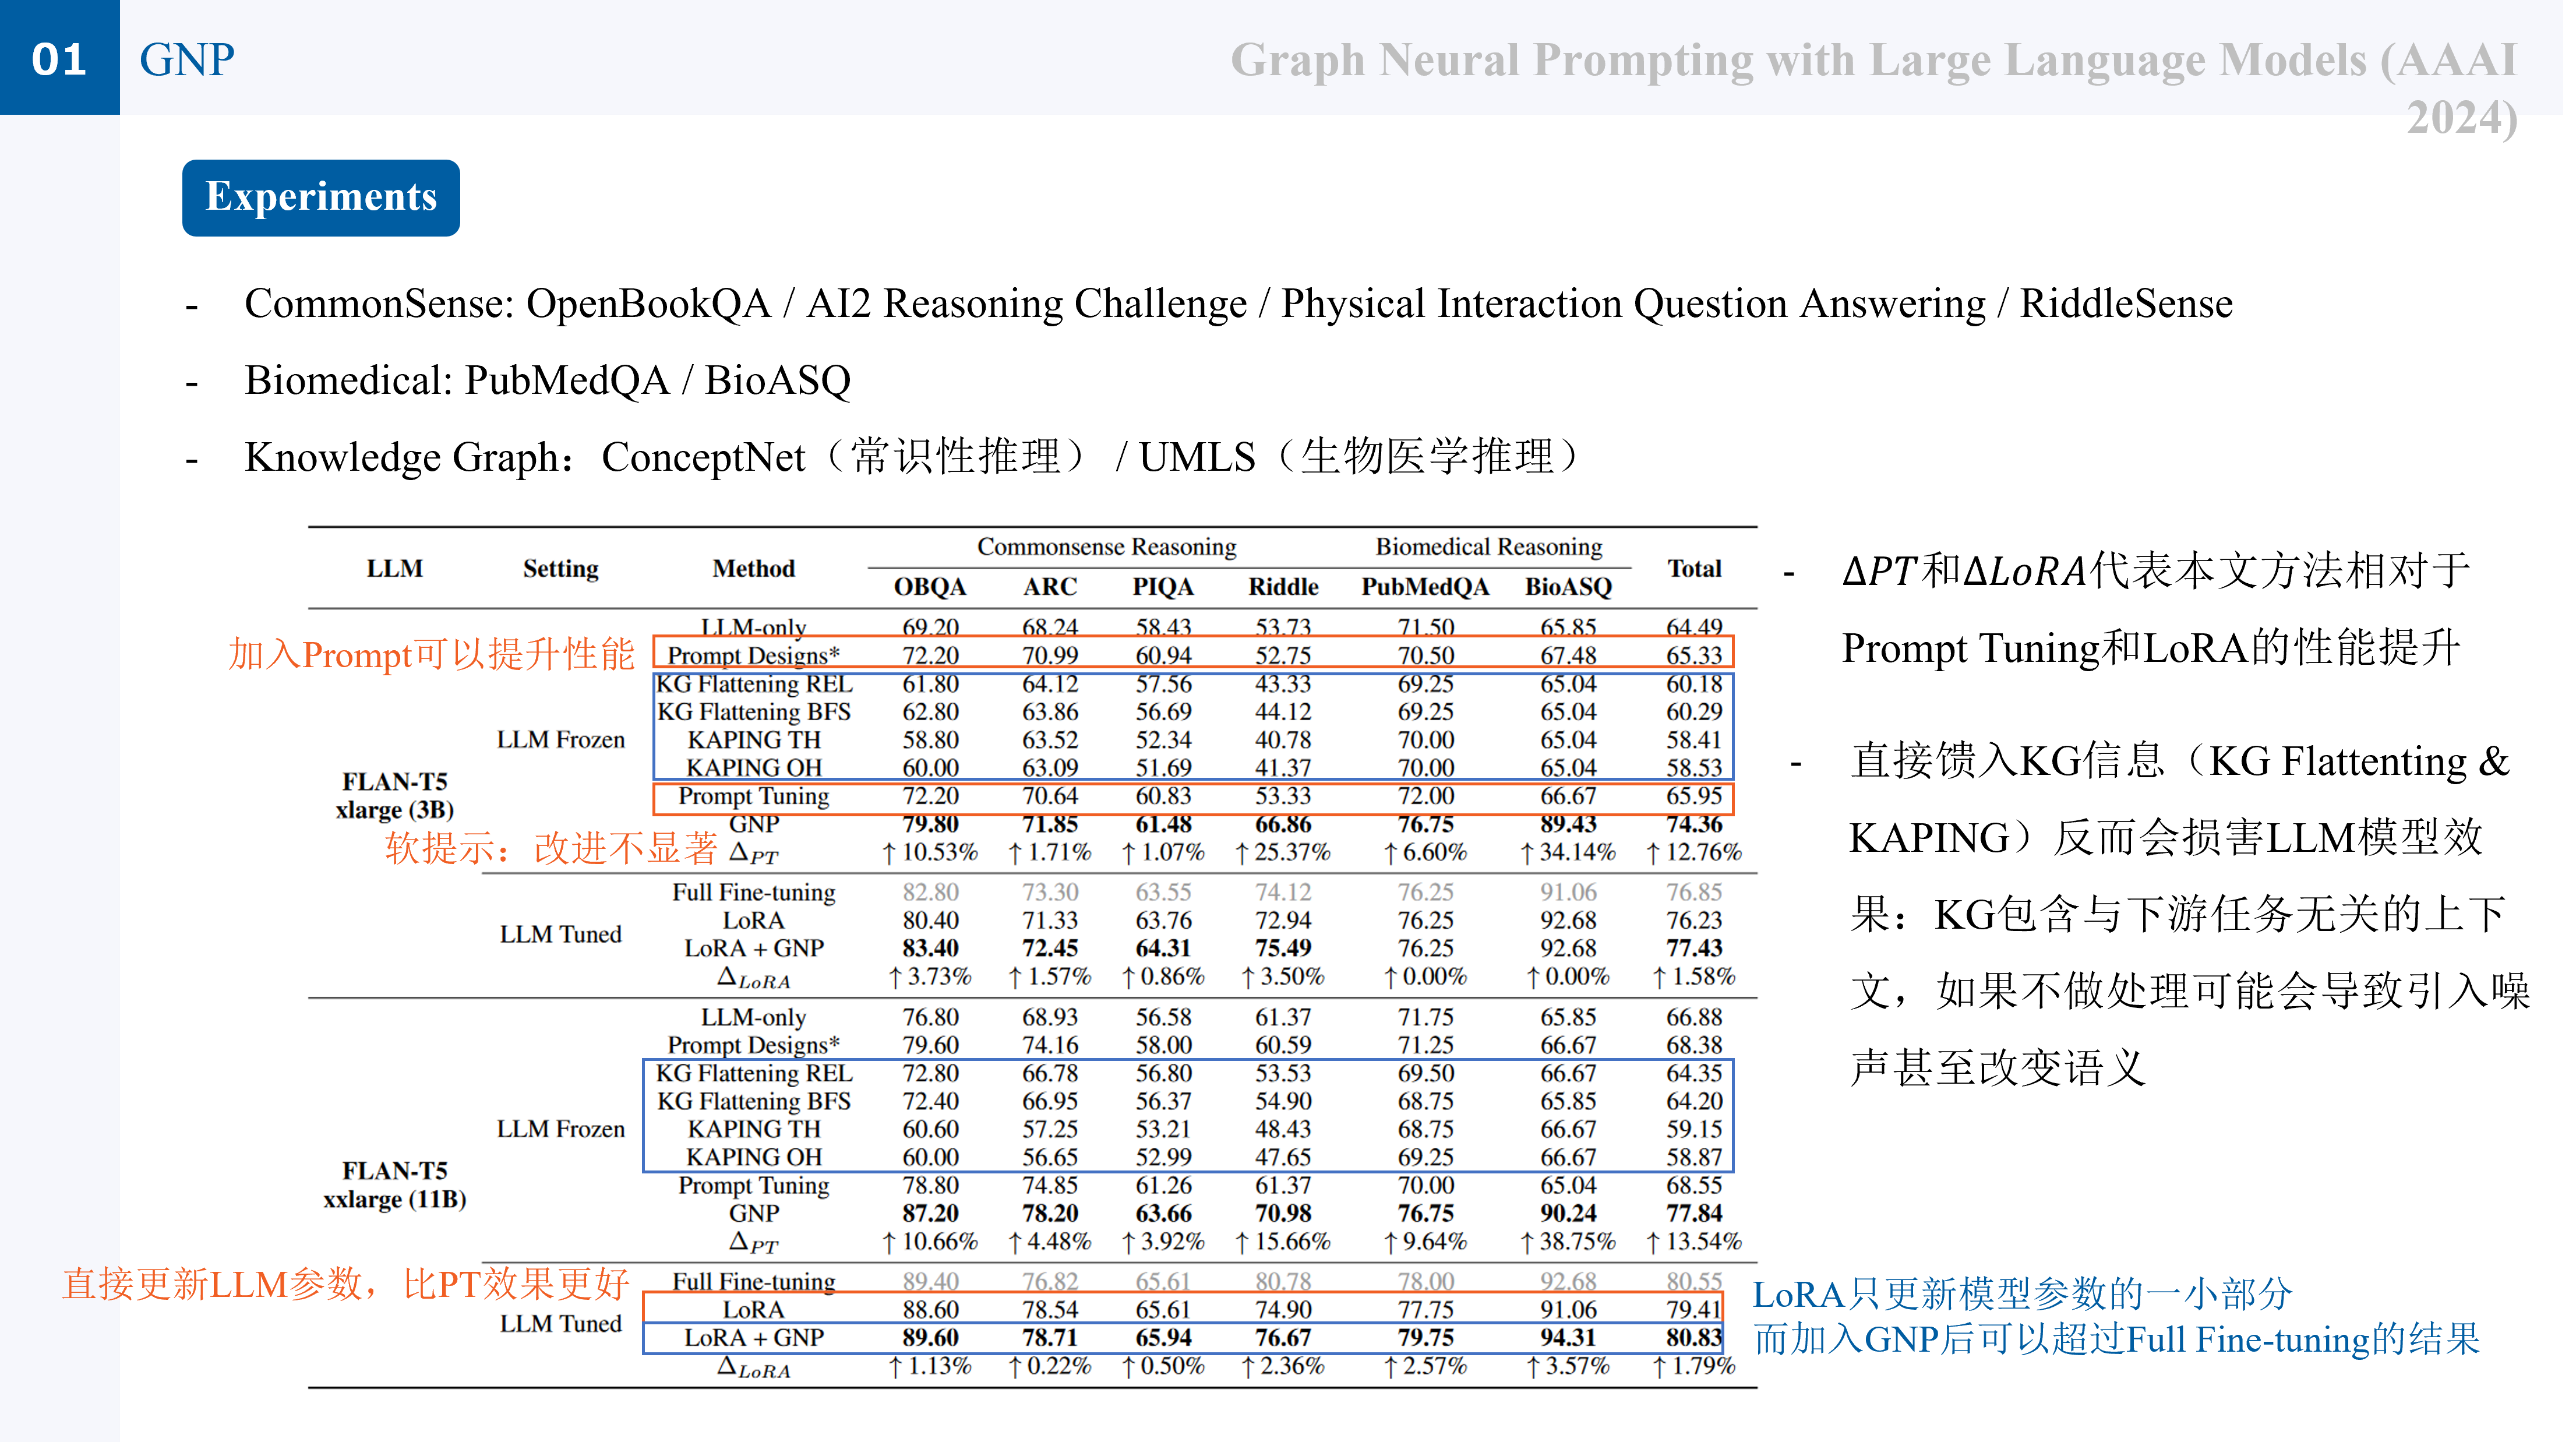 01 GNP
Graph Neural Prompting with Large Language Models (AAAI
2024)
Experiments
- CommonSense: OpenBookQA / AI2 Reasoning Challenge / Physical Interaction Question Answering / RiddleSense
- Biomedical: PubMedQA / BioASQ
- Knowledge Graph：ConceptNet（常识性推理） / UMLS（生物医学推理）
LLM Setting Method Commonsense Reasoning Biomedical Reasoning Total
OBQA ARC PIQA Riddle PubMedQA BioASQ
FLAN-T5
xlarge (3B)
LLM Frozen
LLM-only 69.20 68.24 58.43 53.73 71.50 65.85 64.49
Prompt Designs* 72.20 70.99 60.94 52.75 70.50 67.48 65.33
KG Flattening REL 61.80 64.12 57.56 43.33 69.25 65.04 60.18
KG Flattening BFS 62.80 63.86 56.69 44.12 69.25 65.04 60.29
KAPING TH 58.80 63.52 52.34 40.78 70.00 65.04 58.41
KAPING OH 60.00 63.09 51.69 41.37 70.00 65.04 58.53
Prompt Tuning 72.20 70.64 60.83 53.33 72.00 66.67 65.95
GNP 79.80 71.85 61.48 66.86 76.75 89.43 74.36
Δ_PT ↑ 10.53% ↑ 1.71% ↑ 1.07% ↑ 25.37% ↑ 6.60% ↑ 34.14% ↑ 12.76%
LLM Tuned
Full Fine-tuning 82.80 73.30 63.55 74.12 76.25 91.06 76.85
LoRA 80.40 71.33 63.76 72.94 76.25 92.68 76.23
LoRA + GNP 83.40 72.45 64.31 75.49 76.25 92.68 77.43
Δ_LoRA ↑ 3.73% ↑ 1.57% ↑ 0.86% ↑ 3.50% ↑ 0.00% ↑ 0.00% ↑ 1.58%
FLAN-T5
xxlarge (11B)
LLM Frozen
LLM-only 76.80 68.93 56.58 61.37 71.75 65.85 66.88
Prompt Designs* 79.60 74.16 58.00 60.59 71.25 66.67 68.38
KG Flattening REL 72.80 66.78 56.80 53.53 69.50 66.67 64.35
KG Flattening BFS 72.40 66.95 56.37 54.90 68.75 65.85 64.20
KAPING TH 60.60 57.25 53.21 48.43 68.75 66.67 59.15
KAPING OH 60.00 56.65 52.99 47.65 69.25 66.67 58.87
Prompt Tuning 78.80 74.85 61.26 61.37 70.00 65.04 68.55
GNP 87.20 78.20 63.66 70.98 76.75 90.24 77.84
Δ_PT ↑ 10.66% ↑ 4.48% ↑ 3.92% ↑ 15.66% ↑ 9.64% ↑ 38.75% ↑ 13.54%
LLM Tuned
Full Fine-tuning 89.40 76.82 65.61 80.78 78.00 92.68 80.55
LoRA 88.60 78.54 65.61 74.90 77.75 91.06 79.41
LoRA + GNP 89.60 78.71 65.94 76.67 79.75 94.31 80.83
Δ_LoRA ↑ 1.13% ↑ 0.22% ↑ 0.50% ↑ 2.36% ↑ 2.57% ↑ 3.57% ↑ 1.79%
加入Prompt可以提升性能
软提示：改进不显著
直接更新LLM参数，比PT效果更好
- ΔPT和ΔLoRA代表本文方法相对于
Prompt Tuning和LoRA的性能提升
- 直接馈入KG信息（KG Flattenting &
KAPING）反而会损害LLM模型效
果：KG包含与下游任务无关的上下
文，如果不做处理可能会导致引入噪
声甚至改变语义
LoRA只更新模型参数的一小部分
而加入GNP后可以超过Full Fine-tuning的结果